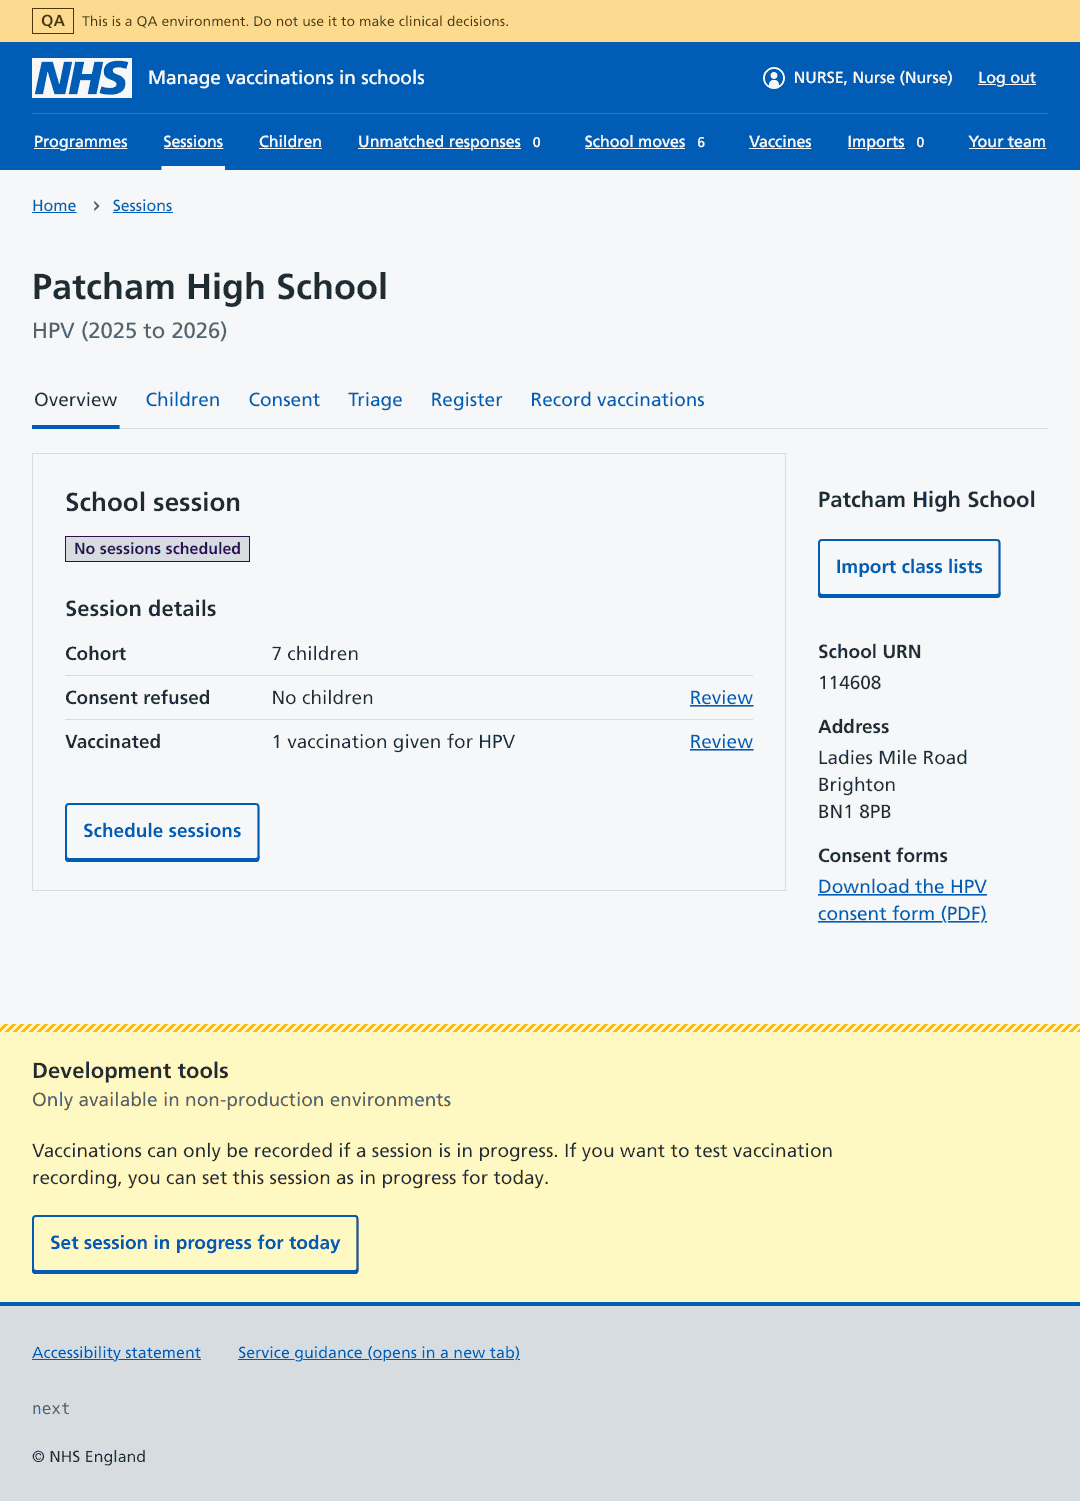 QA This is a QA environment. Do not use it to make clinical decisions.
NHS Manage vaccinations in schools NURSE, Nurse (Nurse) Log out
Programmes Sessions Children Unmatched responses 0 School moves 6 Vaccines Imports 0 Your team
Home › Sessions
Patcham High School
HPV (2025 to 2026)
Overview Children Consent Triage Register Record vaccinations
School session
No sessions scheduled
Session details
Cohort 7 children
Consent refused No children Review
Vaccinated 1 vaccination given for HPV Review
Schedule sessions
Patcham High School
Import class lists
School URN
114608
Address
Ladies Mile Road
Brighton
BN1 8PB
Consent forms
Download the HPV
consent form (PDF)
Development tools
Only available in non-production environments
Vaccinations can only be recorded if a session is in progress. If you want to test vaccination
recording, you can set this session as in progress for today.
Set session in progress for today
Accessibility statement Service guidance (opens in a new tab)
next
© NHS England